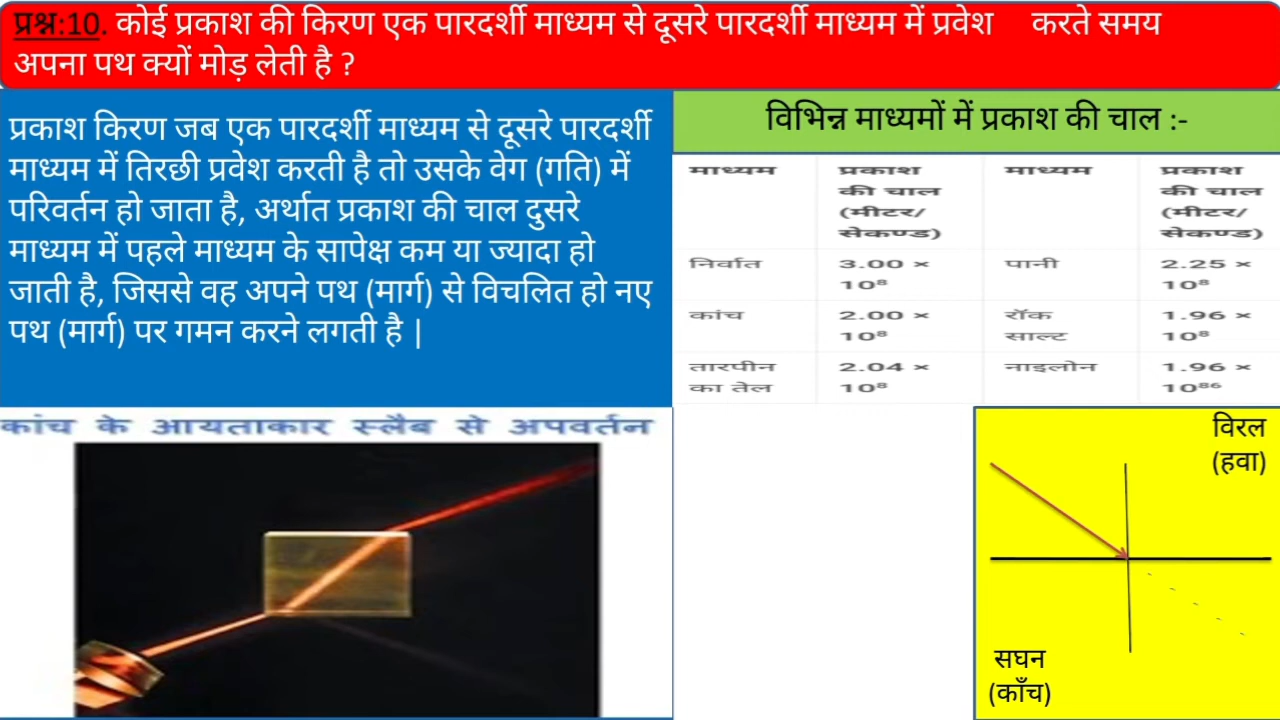 प्रश्न:10. कोई प्रकाश की किरण एक पारदर्शी माध्यम से दूसरे पारदर्शी माध्यम में प्रवेश करते समय
अपना पथ क्यों मोड़ लेती है ?
प्रकाश किरण जब एक पारदर्शी माध्यम से दूसरे पारदर्शी
माध्यम में तिरछी प्रवेश करती है तो उसके वेग (गति) में
परिवर्तन हो जाता है, अर्थात प्रकाश की चाल दुसरे
माध्यम में पहले माध्यम के सापेक्ष कम या ज्यादा हो
जाती है, जिससे वह अपने पथ (मार्ग) से विचलित हो नए
पथ (मार्ग) पर गमन करने लगती है |
विभिन्न माध्यमों में प्रकाश की चाल :-
माध्यम प्रकाश माध्यम प्रकाश
की चाल की चाल
(मीटर/ (मीटर/
सेकण्ड) सेकण्ड)
निर्वात 3.00 × पानी 2.25 ×
10⁸ 10⁸
कांच 2.00 × रॉक 1.96 ×
10⁸ साल्ट 10⁸
तारपीन 2.04 × नाइलोन 1.96 ×
का तेल 10⁸ 10⁸⁶
कांच के आयताकार स्लैब से अपवर्तन
विरल
(हवा)
सघन
(काँच)